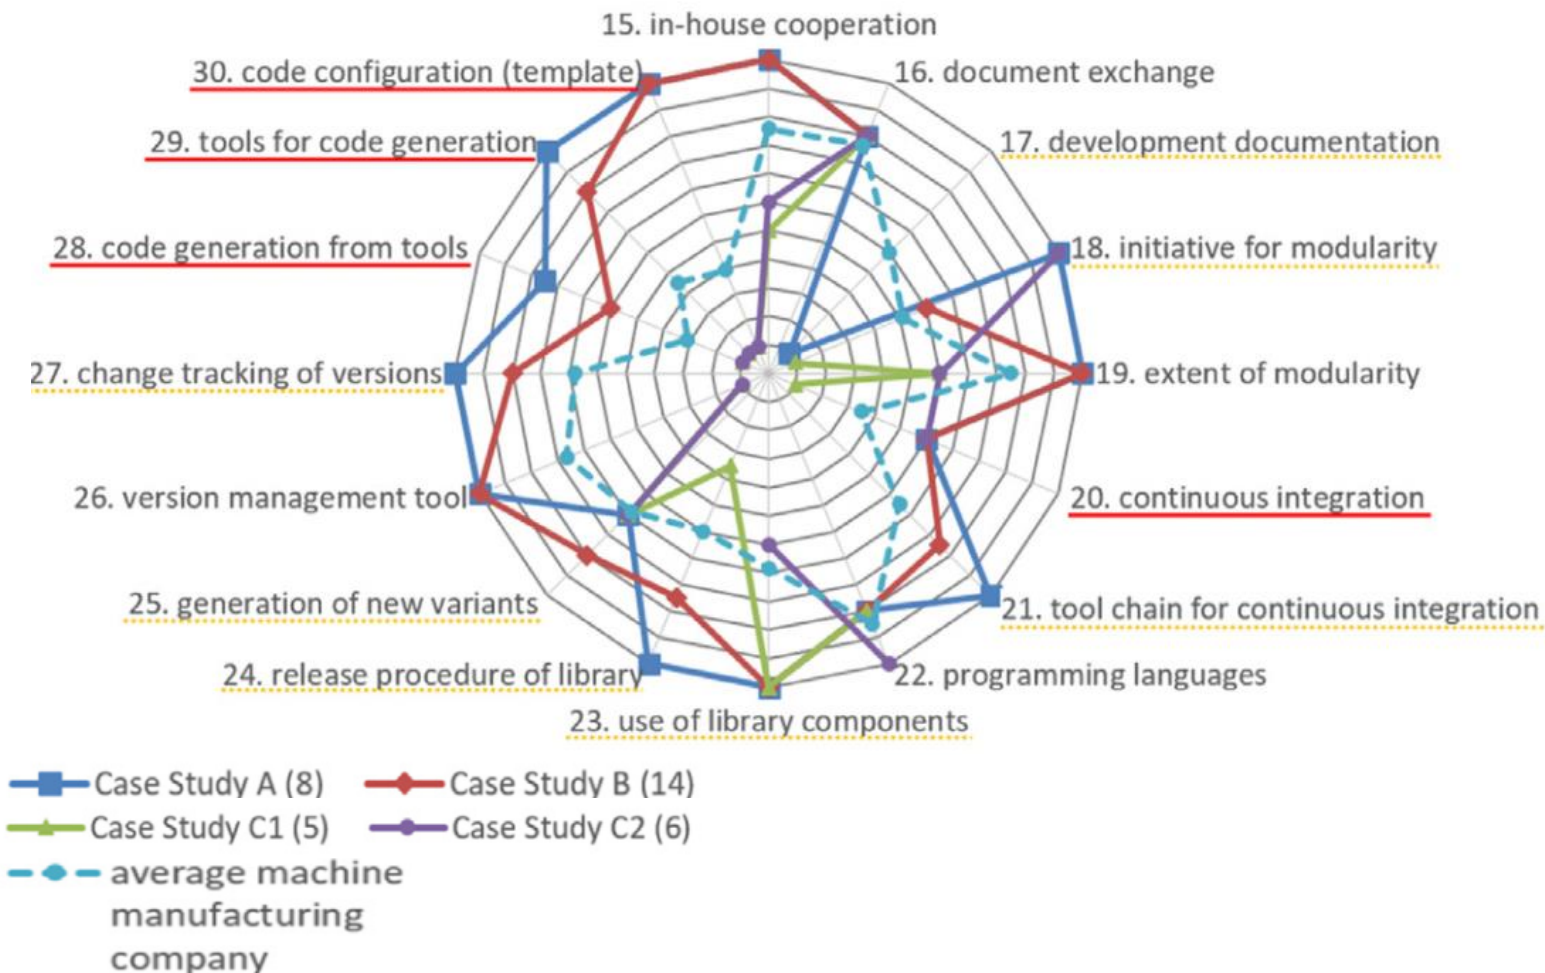 15. in-house cooperation
30. code configuration (template)
16. document exchange
29. tools for code generation
17. development documentation
28. code generation from tools
18. initiative for modularity
27. change tracking of versions
19. extent of modularity
26. version management tool
20. continuous integration
25. generation of new variants
21. tool chain for continuous integration
24. release procedure of library
22. programming languages
23. use of library components
Case Study A (8)
Case Study B (14)
Case Study C1 (5)
Case Study C2 (6)
average machine
manufacturing
company